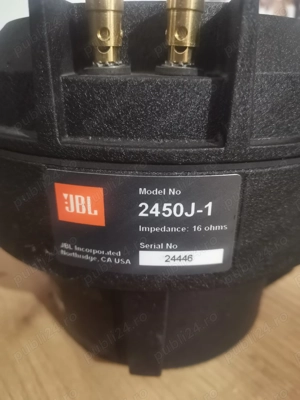 JBL
Model No
2450J-1
Impedance: 16 ohms
JBL Incorporated
Northridge, CA USA
Serial No
24446